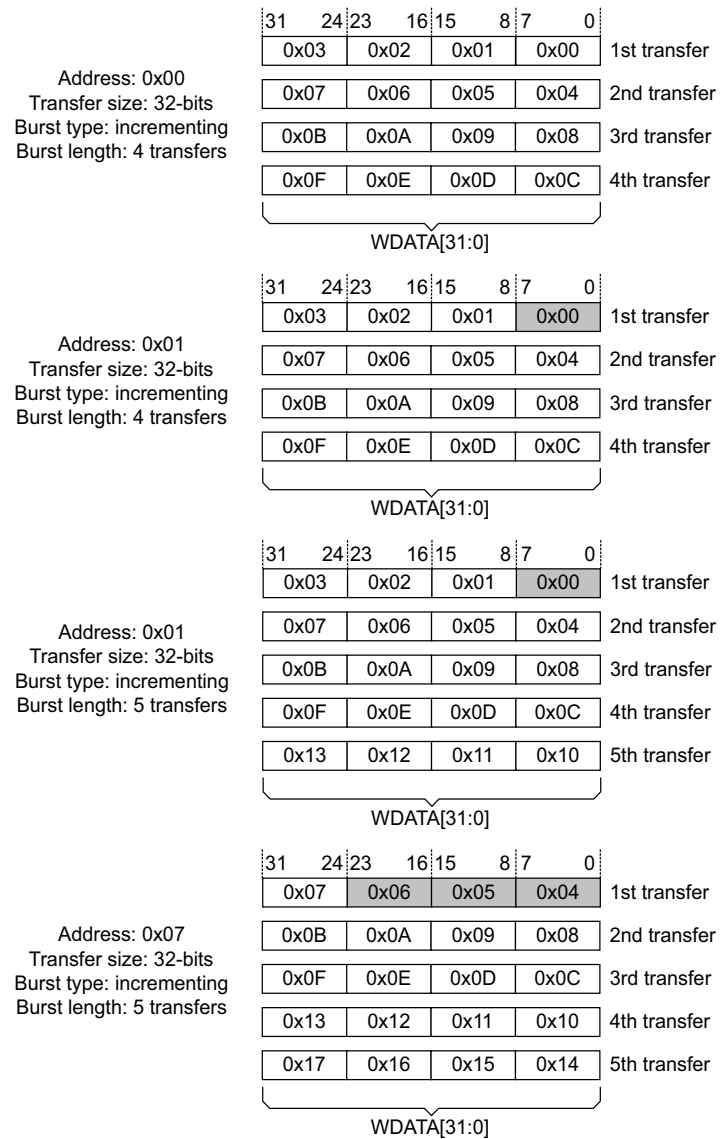 31 24 23 16 15 8 7 0
0x03 0x02 0x01 0x00 1st transfer
Address: 0x00
0x07 0x06 0x05 0x04 2nd transfer
Transfer size: 32-bits
Burst type: incrementing
0x0B 0x0A 0x09 0x08 3rd transfer
Burst length: 4 transfers
0x0F 0x0E 0x0D 0x0C 4th transfer
WDATA[31:0]
31 24 23 16 15 8 7 0
0x03 0x02 0x01 0x00 1st transfer
Address: 0x01
Transfer size: 32-bits
0x07 0x06 0x05 0x04 2nd transfer
Burst type: incrementing
0x0B 0x0A 0x09 0x08 3rd transfer
Burst length: 4 transfers
0x0F 0x0E 0x0D 0x0C 4th transfer
WDATA[31:0]
31 24 23 16 15 8 7 0
0x03 0x02 0x01 0x00 1st transfer
Address: 0x01
0x07 0x06 0x05 0x04 2nd transfer
Transfer size: 32-bits
Burst type: incrementing
0x0B 0x0A 0x09 0x08 3rd transfer
Burst length: 5 transfers
0x0F 0x0E 0x0D 0x0C 4th transfer
0x13 0x12 0x11 0x10 5th transfer
WDATA[31:0]
31 24 23 16 15 8 7 0
0x07 0x06 0x05 0x04 1st transfer
Address: 0x07
0x0B 0x0A 0x09 0x08 2nd transfer
Transfer size: 32-bits
Burst type: incrementing
0x0F 0x0E 0x0D 0x0C 3rd transfer
Burst length: 5 transfers
0x13 0x12 0x11 0x10 4th transfer
0x17 0x16 0x15 0x14 5th transfer
WDATA[31:0]